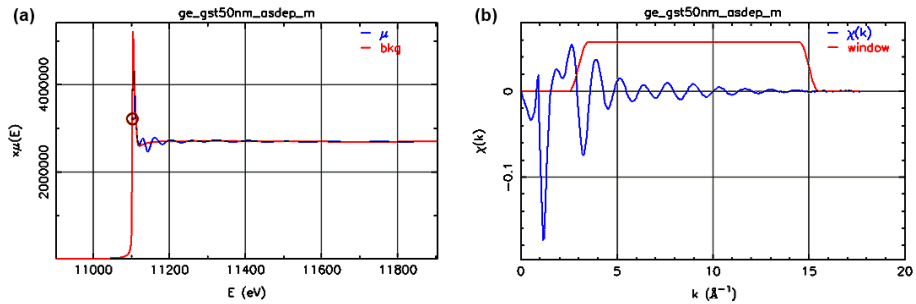 (a)
ge_gst50nm_asdep_m
μ
bkg
xμ(E)
4000000
2000000
11000 11200 11400 11600 11800
E (eV)
(b)
ge_gst50nm_asdep_m
χ(k)
window
χ(k)
0
−0.1
0 5 10 15 20
k (Å⁻¹)